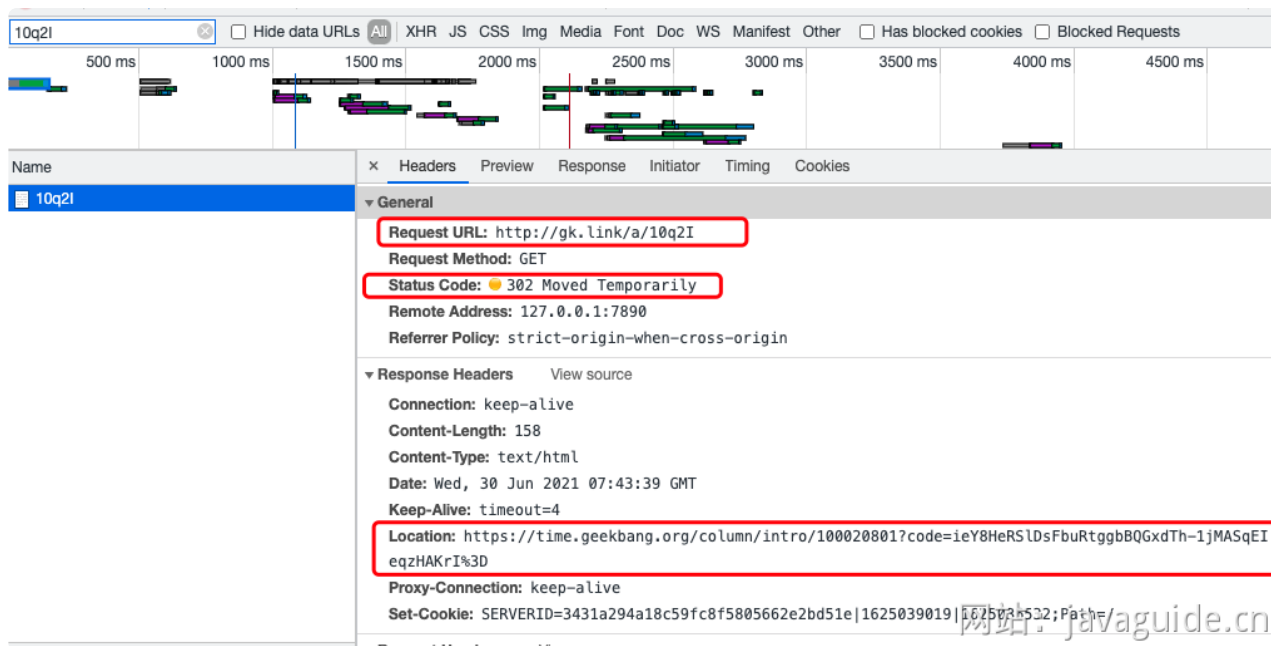 10q2I Hide data URLs All XHR JS CSS Img Media Font Doc WS Manifest Other Has blocked cookies Blocked Requests
500 ms 1000 ms 1500 ms 2000 ms 2500 ms 3000 ms 3500 ms 4000 ms 4500 ms
Name
10q2I
× Headers Preview Response Initiator Timing Cookies
General
Request URL: http://gk.link/a/10q2I
Request Method: GET
Status Code: 302 Moved Temporarily
Remote Address: 127.0.0.1:7890
Referrer Policy: strict-origin-when-cross-origin
Response Headers View source
Connection: keep-alive
Content-Length: 158
Content-Type: text/html
Date: Wed, 30 Jun 2021 07:43:39 GMT
Keep-Alive: timeout=4
Location: https://time.geekbang.org/column/intro/100020801?code=ieY8HeRSlDsFbuRtggbBQGxdTh-1jMASqEI
eqzHAKrI%3D
Proxy-Connection: keep-alive
Set-Cookie: SERVERID=3431a294a18c59fc8f5805662e2bd51e|1625039019|
网站: javaguide.cn